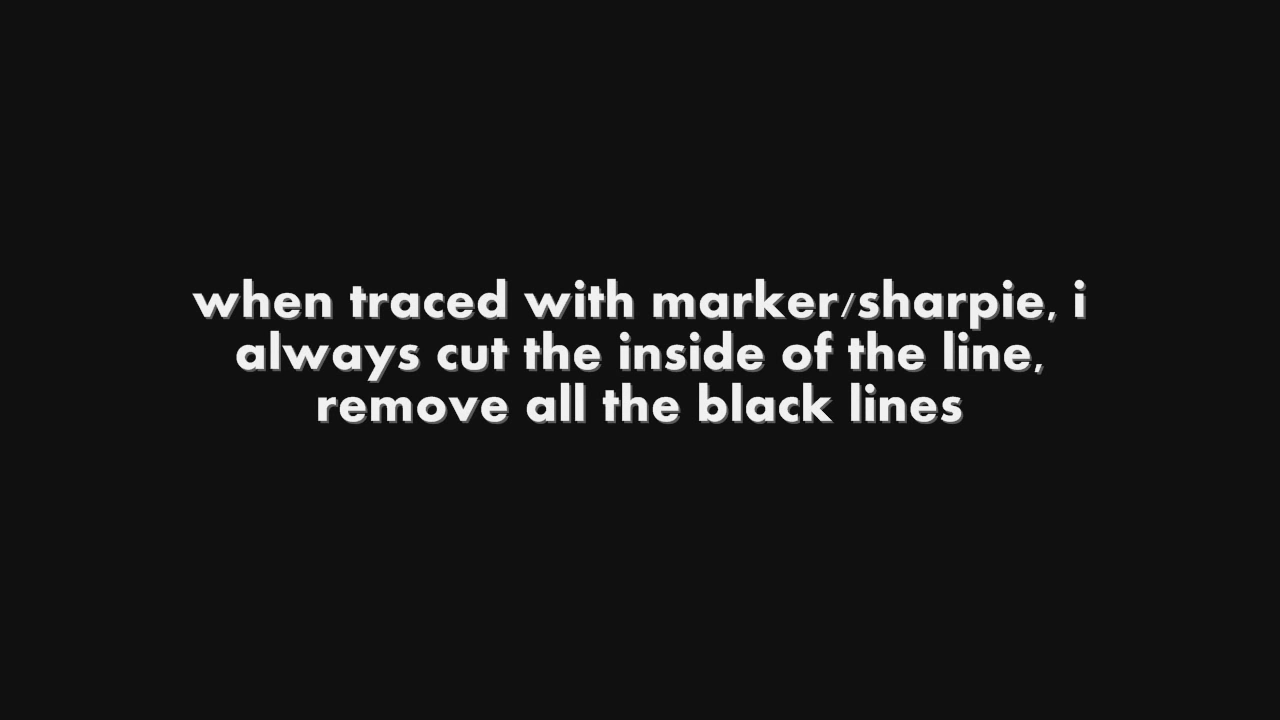 when traced with marker/sharpie, i
always cut the inside of the line,
remove all the black lines